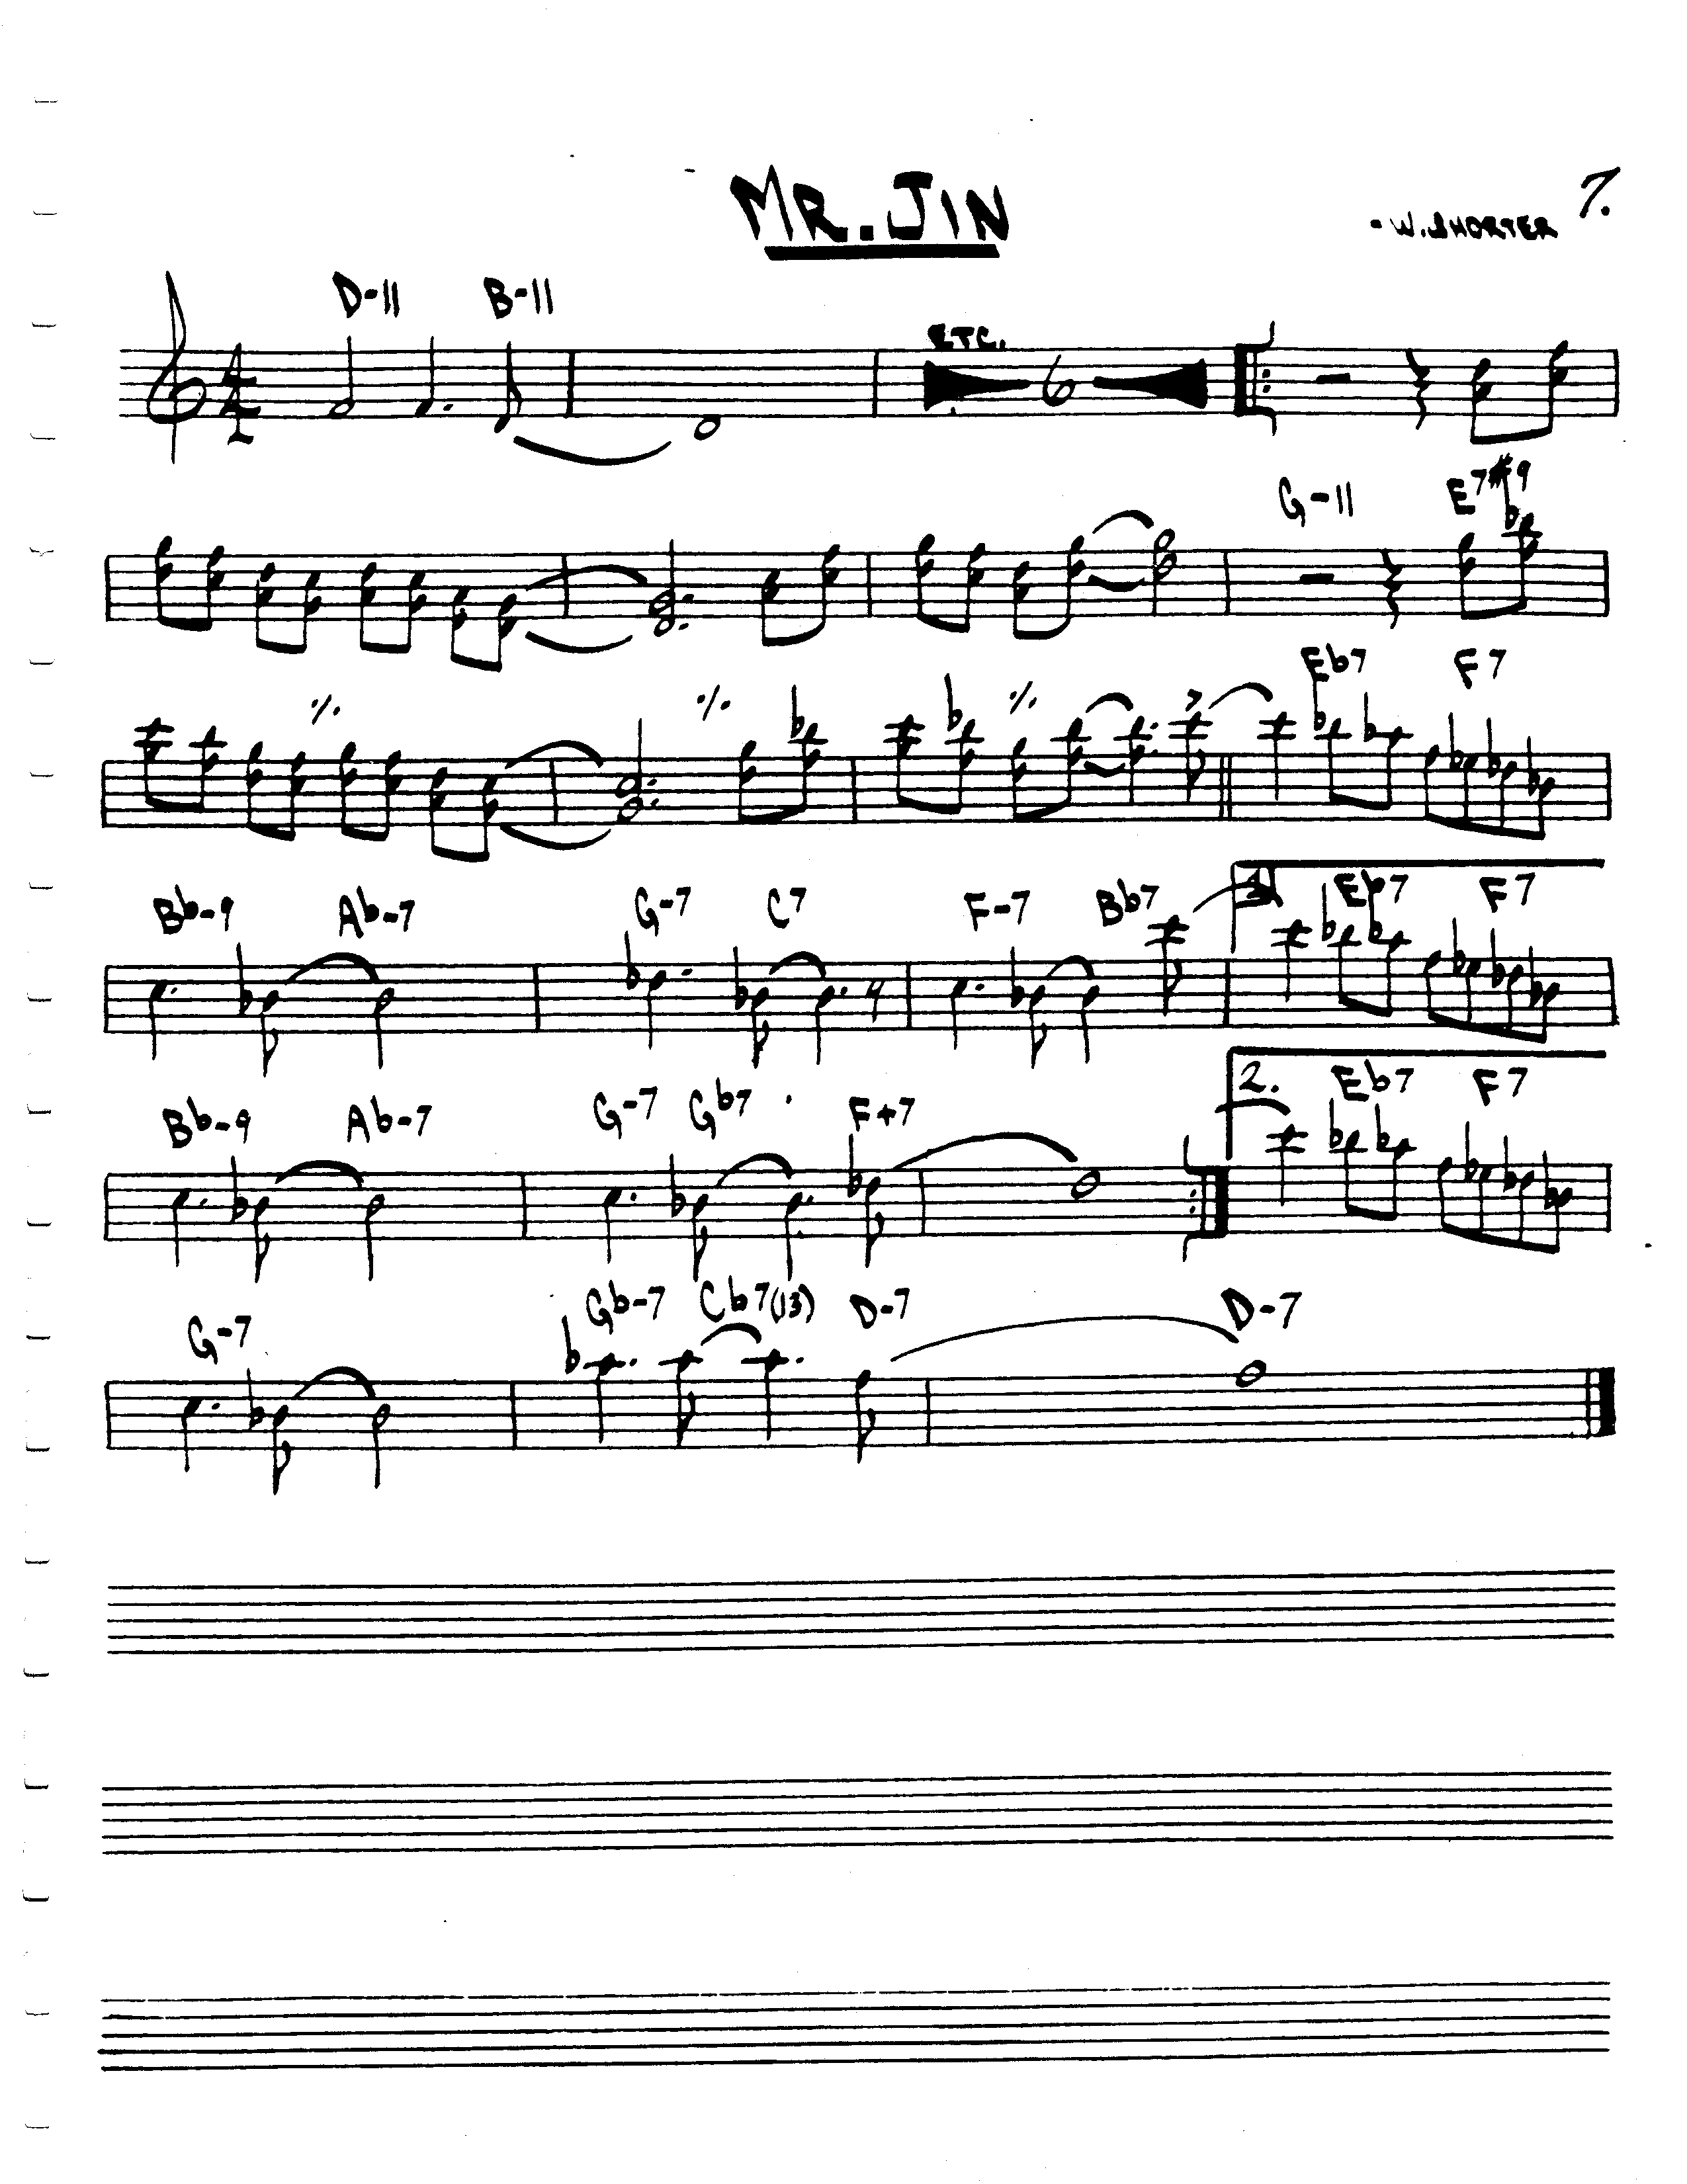 MR. JIN
- W. SHORTER 7.
D-11 B-11
ETC.
6
G-11 E7#9
Eb7 F7
Bb-9 Ab-7 G-7 C7 F-7 Bb7 1. Eb7 F7
Bb-9 Ab-7 G-7 Gb7 F+7 2. Eb7 F7
G-7 Gb-7 Cb7(13) D-7 D-7